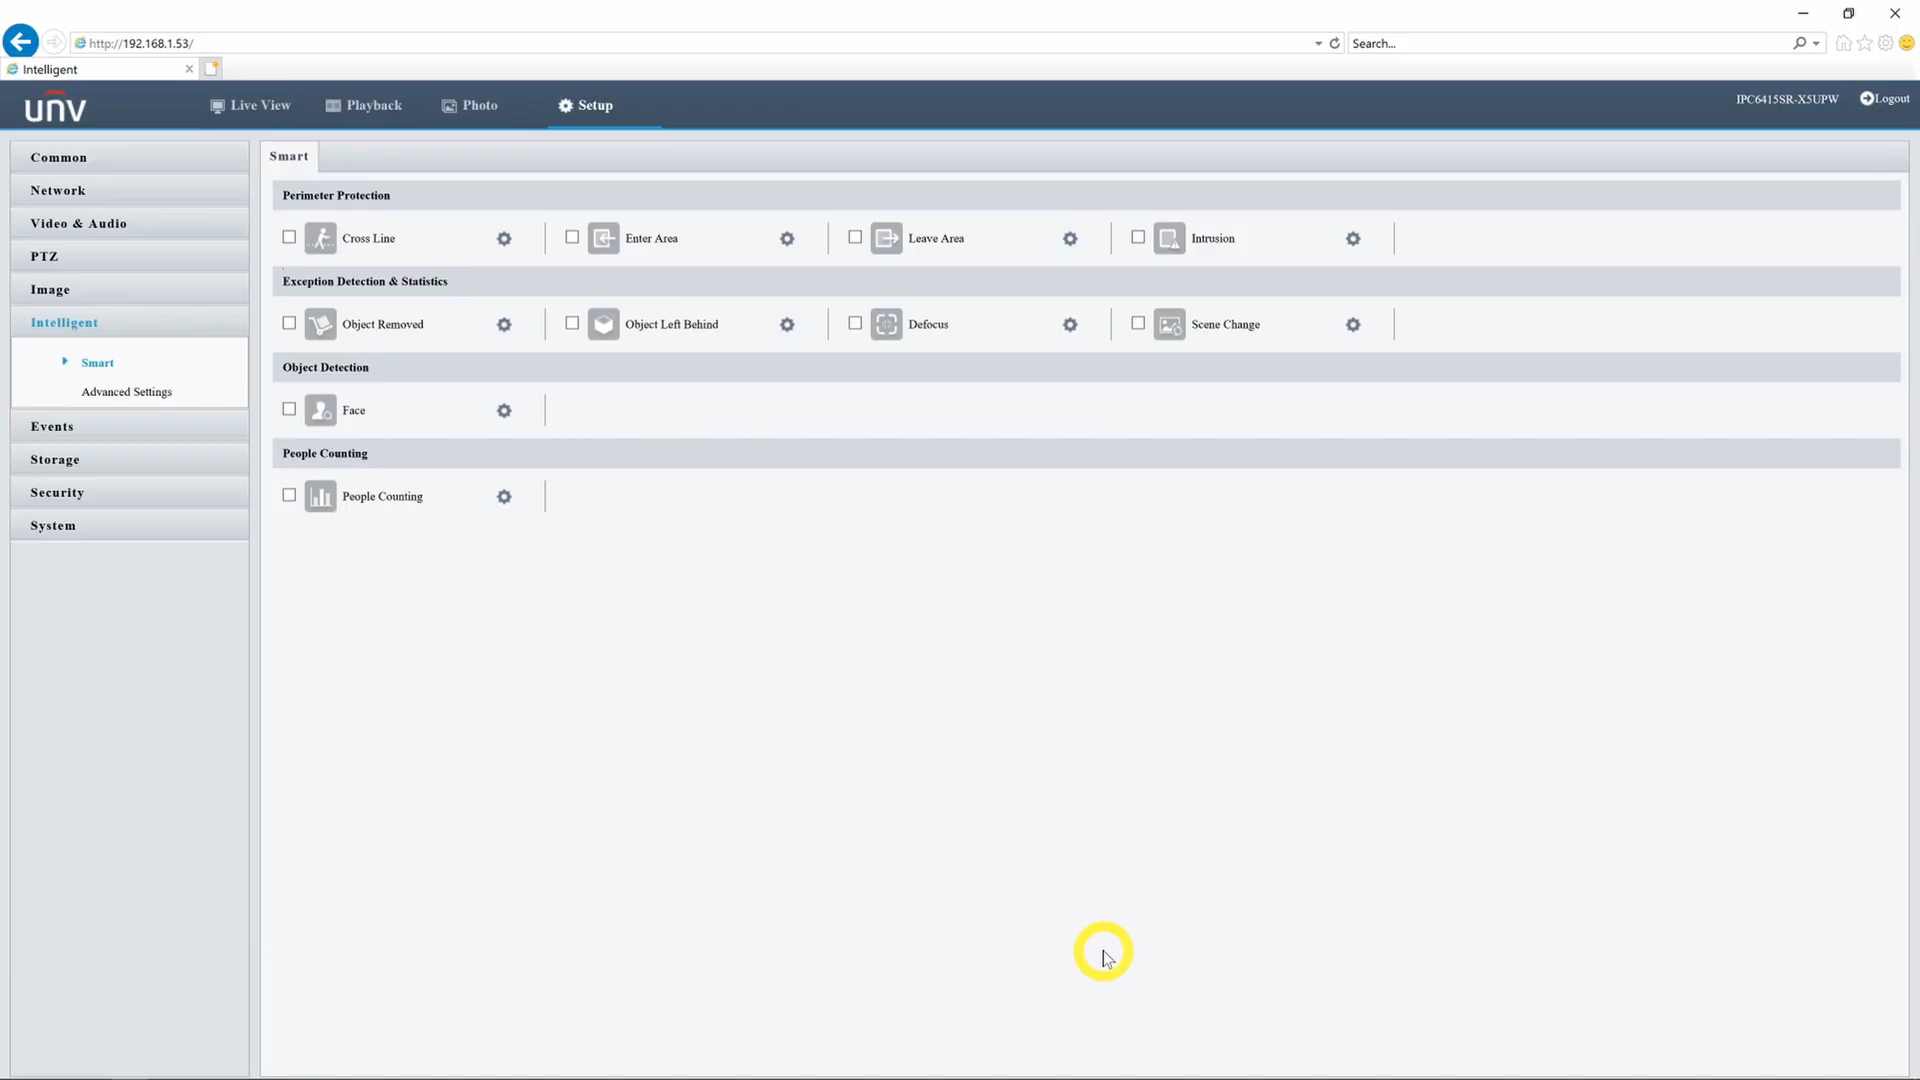 http://192.168.1.53/
Search...
Intelligent
unv
Live View
Playback
Photo
Setup
IPC6415SR-X5UPW
Logout
Common
Network
Video & Audio
PTZ
Image
Intelligent
Smart
Advanced Settings
Events
Storage
Security
System
Smart
Perimeter Protection
Cross Line
Enter Area
Leave Area
Intrusion
Exception Detection & Statistics
Object Removed
Object Left Behind
Defocus
Scene Change
Object Detection
Face
People Counting
People Counting